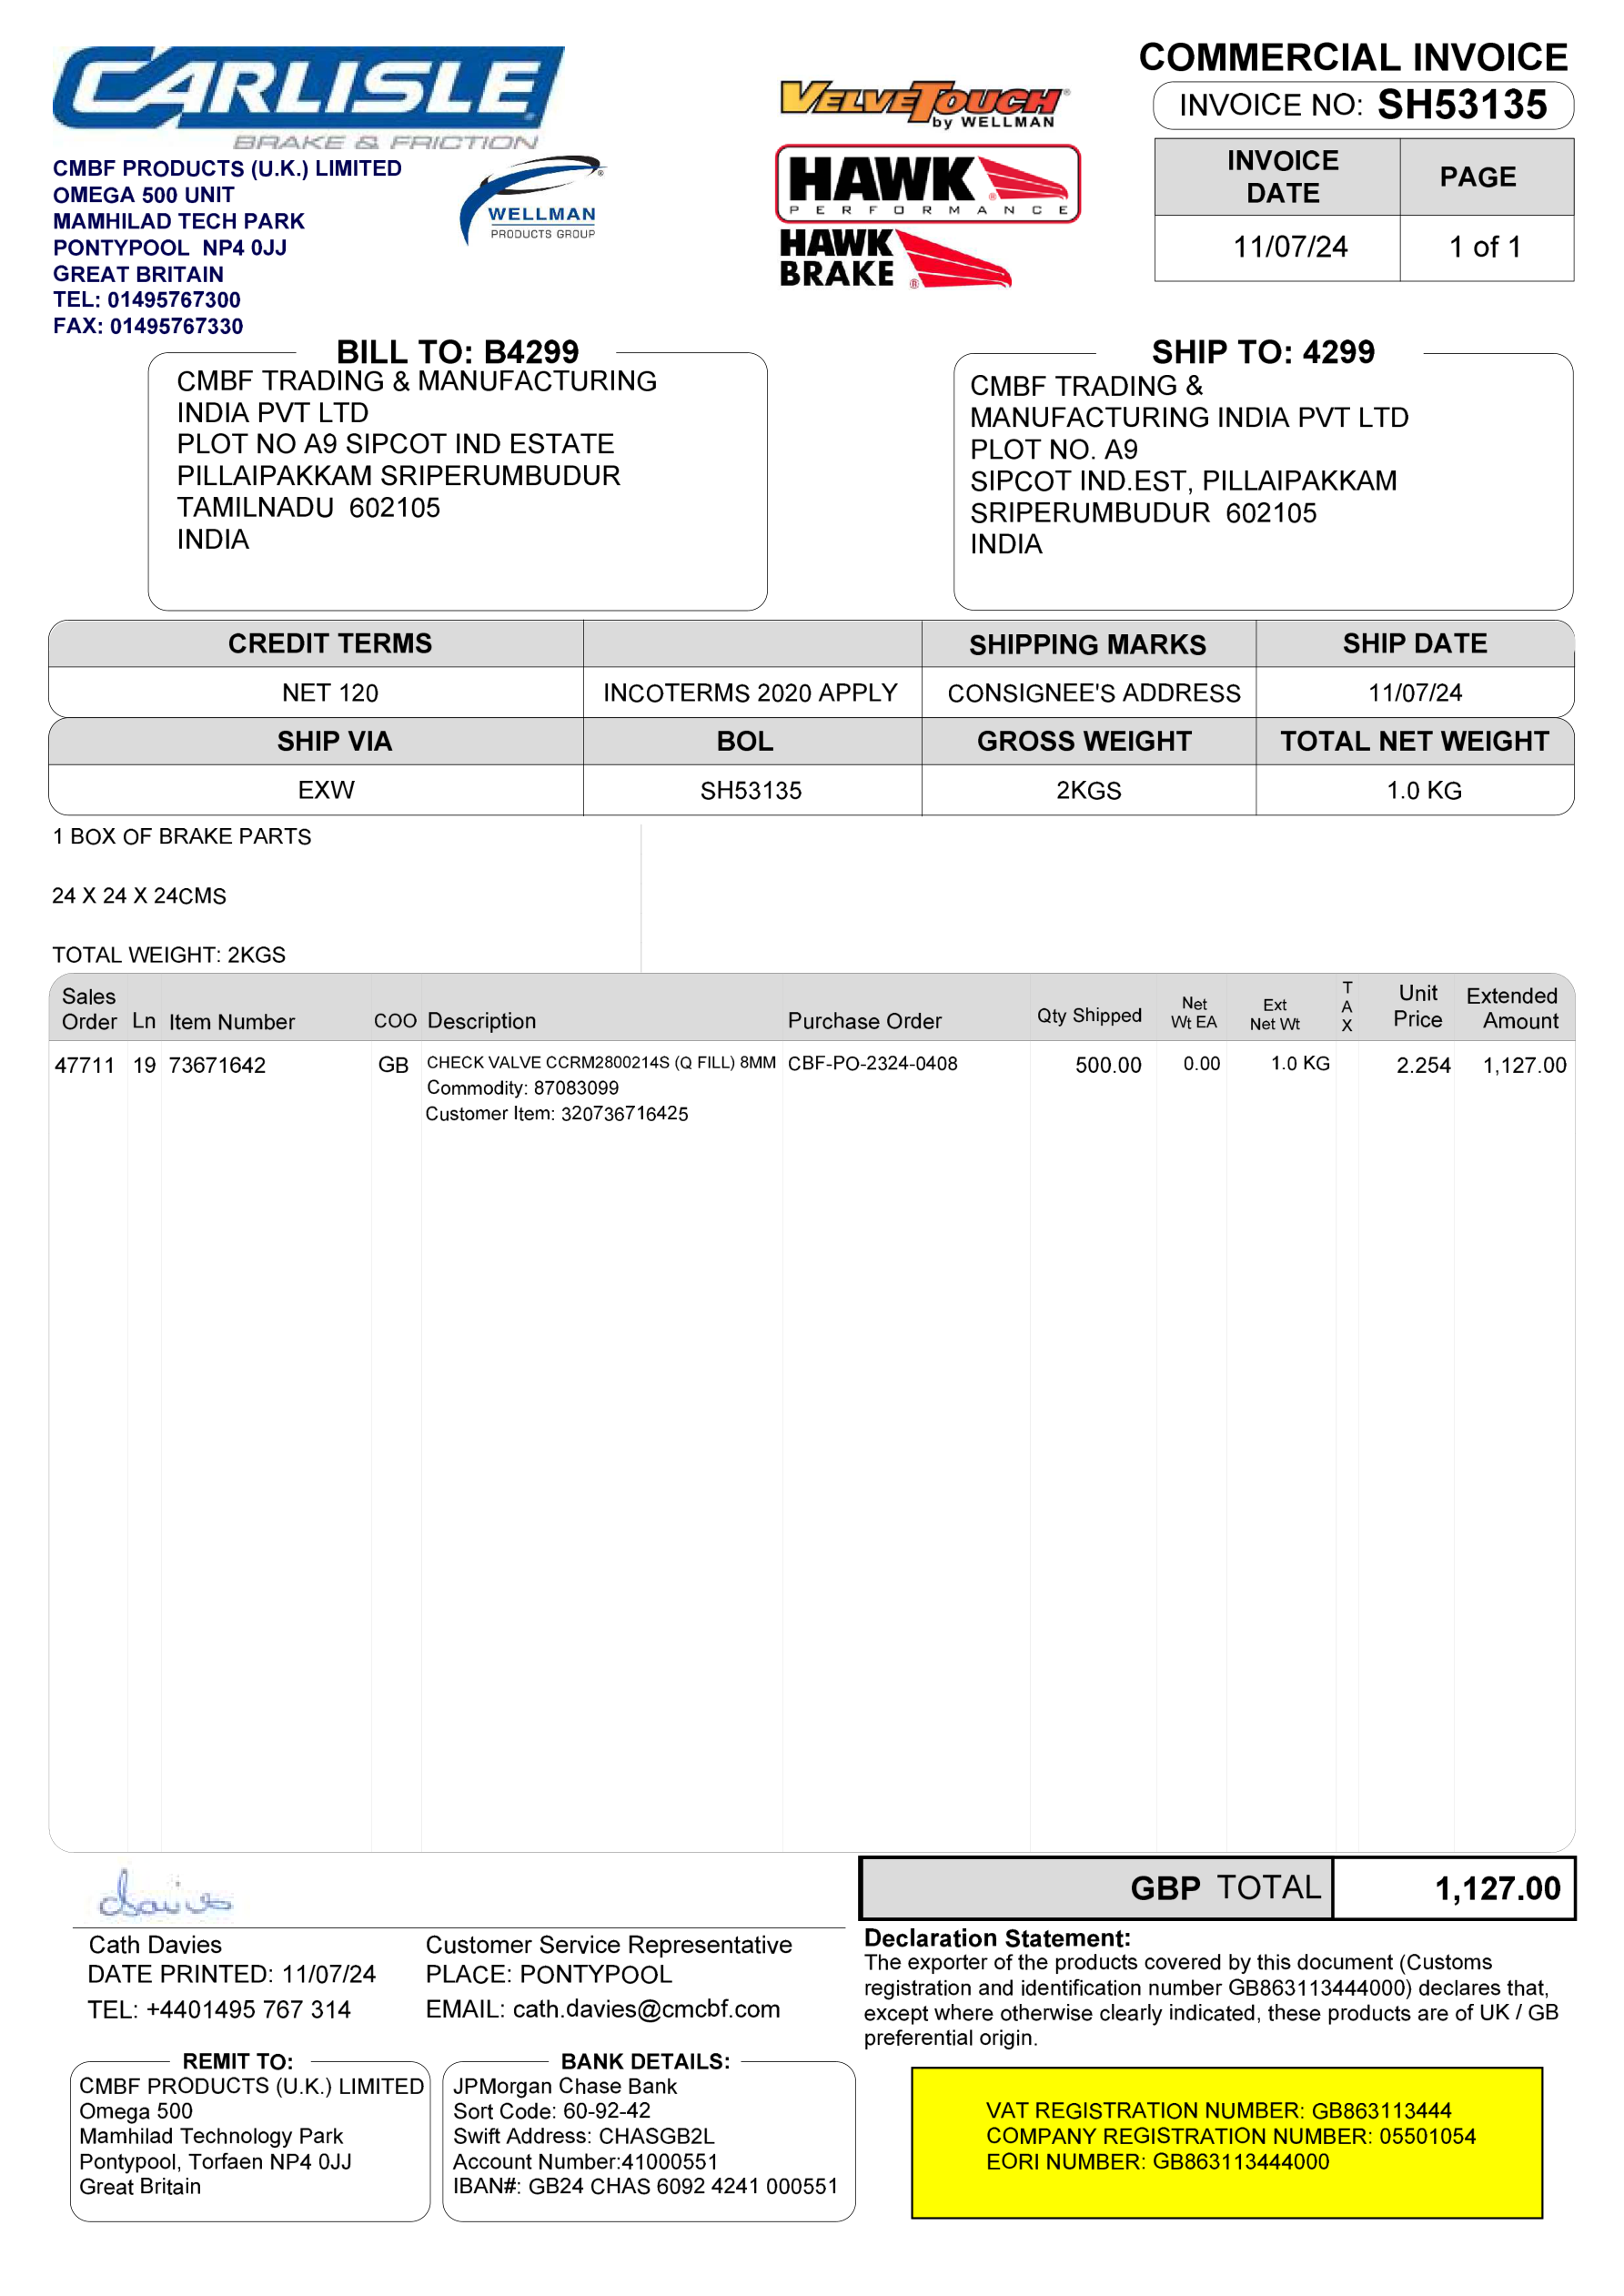 CARLISLE
BRAKE & FRICTION
CMBF PRODUCTS (U.K.) LIMITED
OMEGA 500 UNIT
MAMHILAD TECH PARK
PONTYPOOL NP4 0JJ
GREAT BRITAIN
TEL: 01495767300
FAX: 01495767330
WELLMAN
PRODUCTS GROUP
VELVETOUCH
by WELLMAN
HAWK
PERFORMANCE
HAWK
BRAKE
COMMERCIAL INVOICE
INVOICE NO: SH53135
INVOICE DATE PAGE
11/07/24 1 of 1
BILL TO: B4299
CMBF TRADING & MANUFACTURING
INDIA PVT LTD
PLOT NO A9 SIPCOT IND ESTATE
PILLAIPAKKAM SRIPERUMBUDUR
TAMILNADU 602105
INDIA
SHIP TO: 4299
CMBF TRADING &
MANUFACTURING INDIA PVT LTD
PLOT NO. A9
SIPCOT IND.EST, PILLAIPAKKAM
SRIPERUMBUDUR 602105
INDIA
CREDIT TERMS SHIPPING MARKS SHIP DATE
NET 120 INCOTERMS 2020 APPLY CONSIGNEE'S ADDRESS 11/07/24
SHIP VIA BOL GROSS WEIGHT TOTAL NET WEIGHT
EXW SH53135 2KGS 1.0 KG
1 BOX OF BRAKE PARTS
24 X 24 X 24CMS
TOTAL WEIGHT: 2KGS
Sales Order Ln Item Number COO Description Purchase Order Qty Shipped Net Wt EA Ext Net Wt TAX Unit Price Extended Amount
47711 19 73671642 GB CHECK VALVE CCRM2800214S (Q FILL) 8MM CBF-PO-2324-0408 500.00 0.00 1.0 KG 2.254 1,127.00
Commodity: 87083099
Customer Item: 320736716425
GBP TOTAL 1,127.00
Davies
Cath Davies Customer Service Representative
DATE PRINTED: 11/07/24 PLACE: PONTYPOOL
TEL: +4401495 767 314 EMAIL: cath.davies@cmcbf.com
Declaration Statement:
The exporter of the products covered by this document (Customs
registration and identification number GB863113444000) declares that,
except where otherwise clearly indicated, these products are of UK / GB
preferential origin.
REMIT TO:
CMBF PRODUCTS (U.K.) LIMITED
Omega 500
Mamhilad Technology Park
Pontypool, Torfaen NP4 0JJ
Great Britain
BANK DETAILS:
JPMorgan Chase Bank
Sort Code: 60-92-42
Swift Address: CHASGB2L
Account Number:41000551
IBAN#: GB24 CHAS 6092 4241 000551
VAT REGISTRATION NUMBER: GB863113444
COMPANY REGISTRATION NUMBER: 05501054
EORI NUMBER: GB863113444000